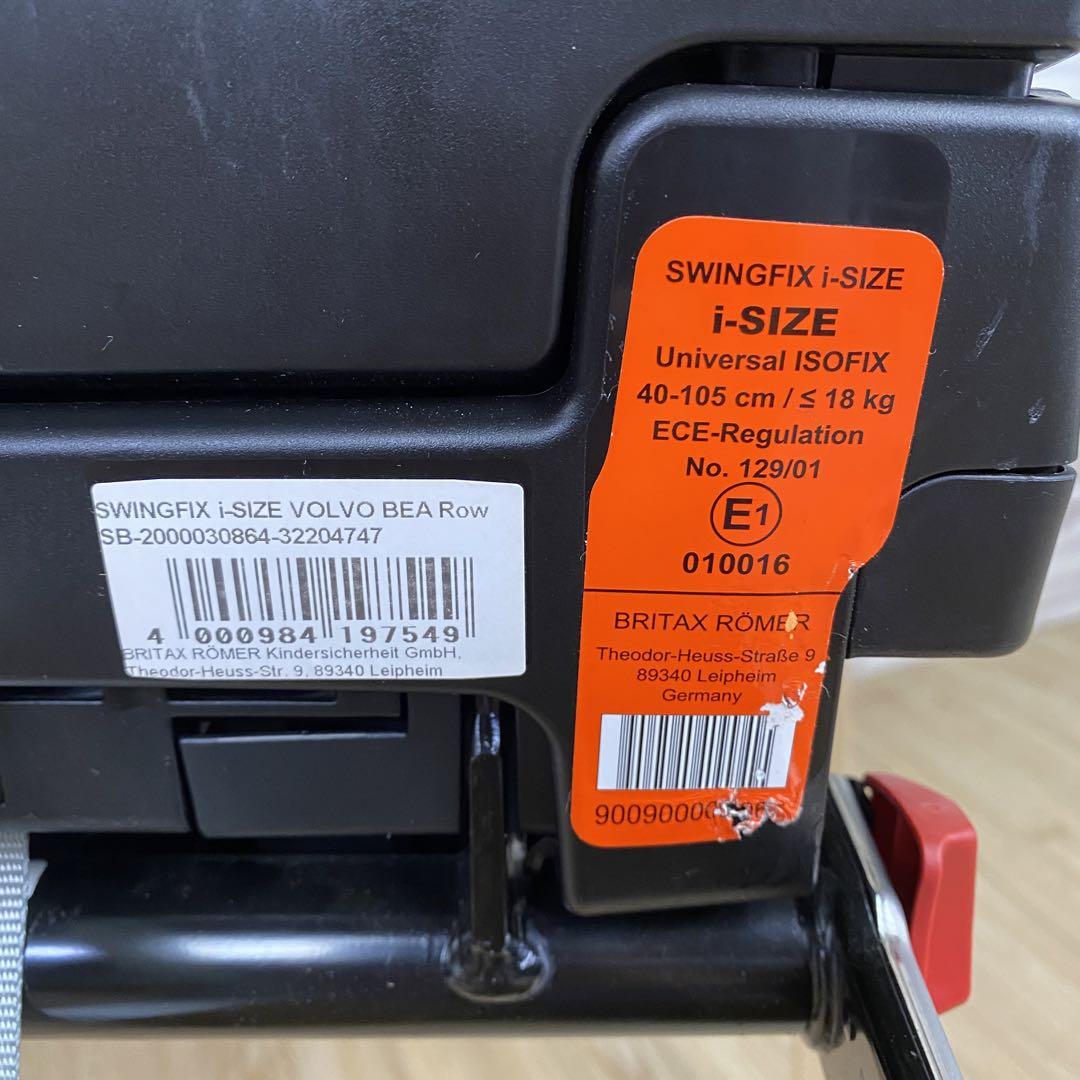 SWINGFIX i-SIZE
i-SIZE
Universal ISOFIX
40-105 cm / ≤ 18 kg
ECE-Regulation
No. 129/01
E1
010016
BRITAX RÖMER
Theodor-Heuss-Straße 9
89340 Leipheim
Germany
SWINGFIX i-SIZE VOLVO BEA Row
SB-2000030864-32204747
4 000984 197549
BRITAX RÖMER Kindersicherheit GmbH,
Theodor-Heuss-Str. 9, 89340 Leipheim